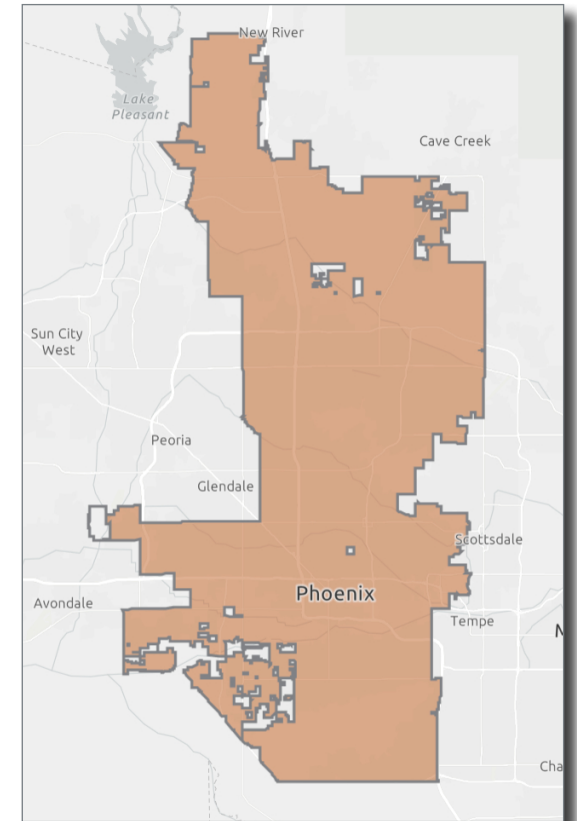 New River
Lake
Pleasant
Cave Creek
Sun City
West
Peoria
Glendale
Scottsdale
Phoenix
Avondale
Tempe
M
Cha